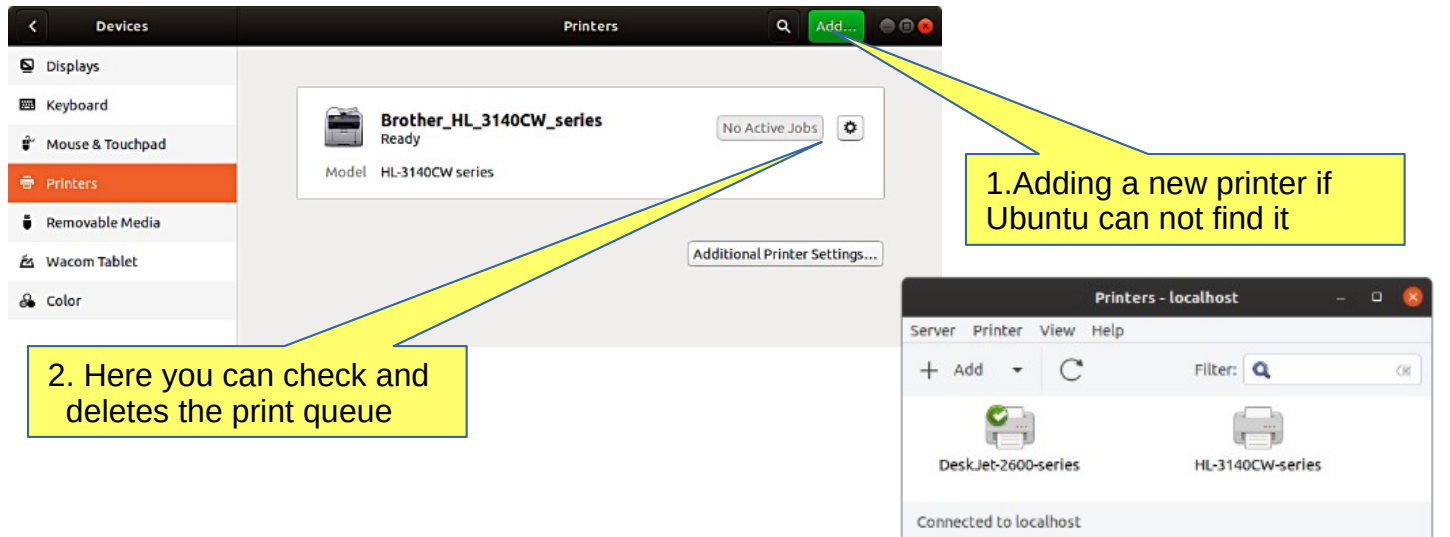 Devices
Printers
Add...
Displays
Keyboard
Mouse & Touchpad
Printers
Removable Media
Wacom Tablet
Color
Brother_HL_3140CW_series
Ready
No Active Jobs
Model HL-3140CW series
Additional Printer Settings...
1.Adding a new printer if
Ubuntu can not find it
2. Here you can check and
deletes the print queue
Printers - localhost
Server Printer View Help
+ Add
Filter:
DeskJet-2600-series
HL-3140CW-series
Connected to localhost